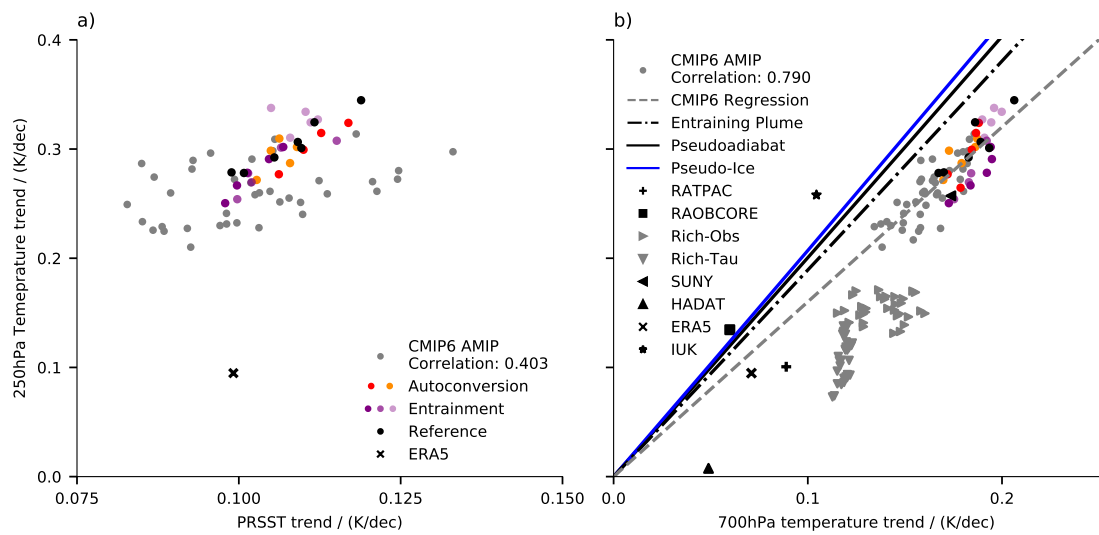 a)
0.4
0.3
0.2
0.1
0.0
250hPa Temeprature trend / (K/dec)
CMIP6 AMIP
Correlation: 0.403
Autoconversion
Entrainment
Reference
ERA5
0.075
0.100
0.125
0.150
PRSST trend / (K/dec)
b)
CMIP6 AMIP
Correlation: 0.790
CMIP6 Regression
Entraining Plume
Pseudoadiabat
Pseudo-Ice
RATPAC
RAOBCORE
Rich-Obs
Rich-Tau
SUNY
HADAT
ERA5
IUK
0.0
0.1
0.2
700hPa temperature trend / (K/dec)